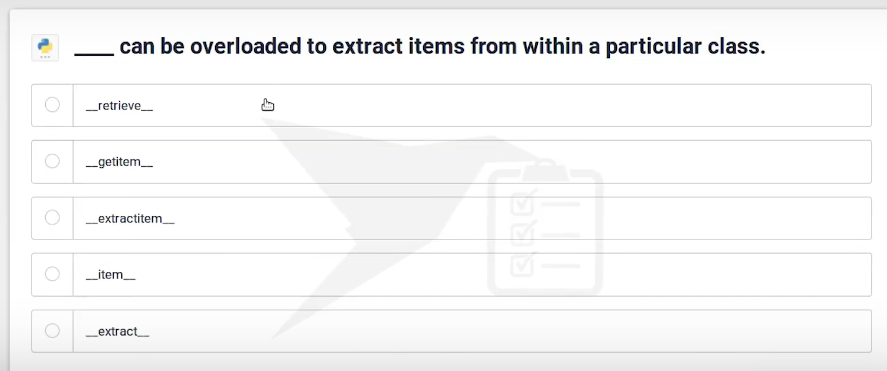 ____ can be overloaded to extract items from within a particular class.
__retrieve__
__getitem__
__extractitem__
__item__
__extract__